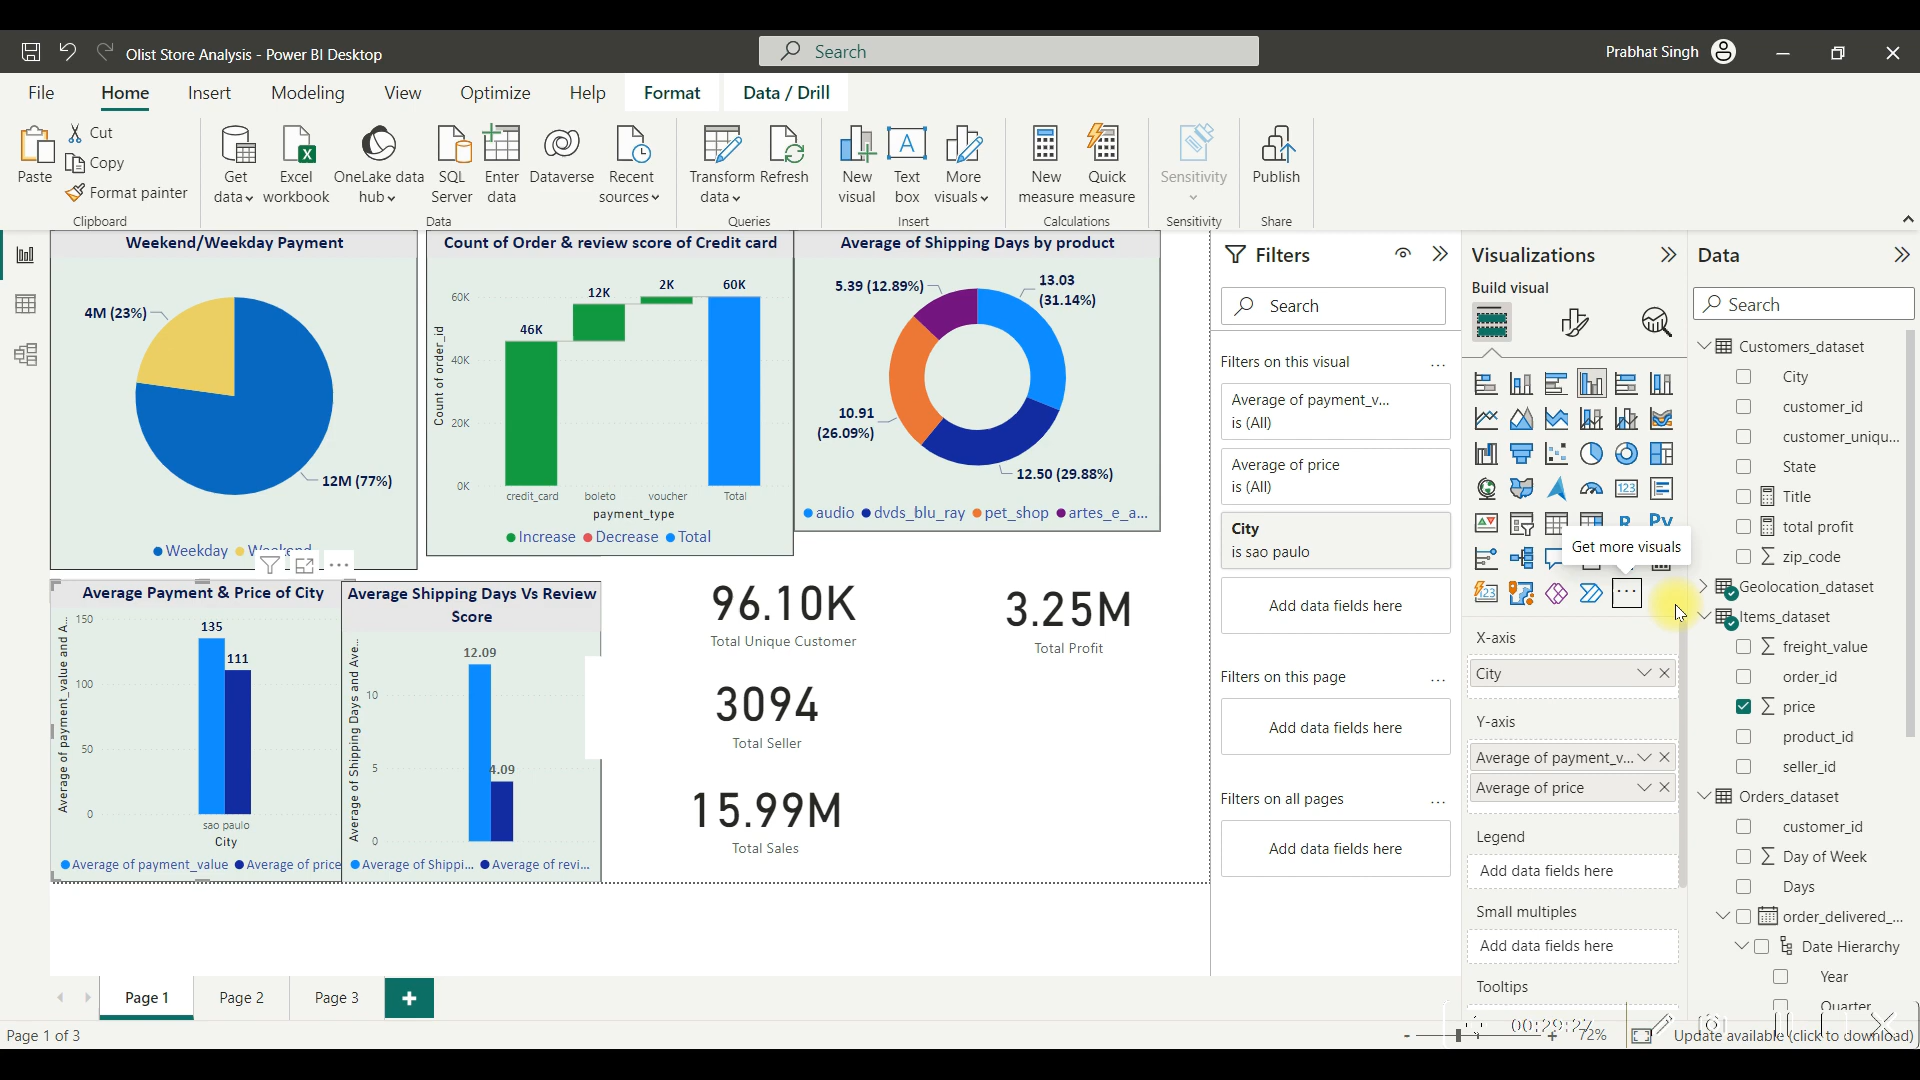 Olist Store Analysis - Power BI Desktop
Search
Prabhat Singh
File
Home
Insert
Modeling
View
Optimize
Help
Format
Data / Drill
Paste
Cut
Copy
Format painter
Clipboard
Get
data
Excel
workbook
OneLake data
hub
SQL
Server
Enter
data
Dataverse
Recent
sources
Data
Transform
data
Refresh
Queries
New
visual
Text
box
More
visuals
Insert
New
measure
Quick
measure
Calculations
Sensitivity
Sensitivity
Publish
Share
Weekend/Weekday Payment
4M (23%)
12M (77%)
Weekday
Count of Order & review score of Credit card
Count of order_id
60K
40K
20K
0K
46K
12K
2K
60K
credit_card
boleto
voucher
Total
payment_type
Increase
Decrease
Total
Average of Shipping Days by product
5.39 (12.89%)
13.03
(31.14%)
10.91
(26.09%)
12.50 (29.88%)
audio
dvds_blu_ray
pet_shop
artes_e_a...
Average Payment & Price of City
Average of payment_value and A...
150
100
50
0
135
111
sao paulo
City
Average of payment_value
Average of price
Average Shipping Days Vs Review
Score
Average of Shipping Days and Ave...
10
5
0
12.09
4.09
Average of Shippi...
Average of revi...
96.10K
Total Unique Customer
3.25M
Total Profit
3094
Total Seller
15.99M
Total Sales
Filters
Search
Filters on this visual
...
Average of payment_v...
is (All)
Average of price
is (All)
City
is sao paulo
Add data fields here
Filters on this page
...
Add data fields here
Filters on all pages
...
Add data fields here
Visualizations
Build visual
123
R
Py
Get more visuals
123
...
X-axis
City
Y-axis
Average of payment_v...
Average of price
Legend
Add data fields here
Small multiples
Add data fields here
Tooltips
Data
Search
Customers_dataset
City
customer_id
customer_uniqu...
State
Title
total profit
zip_code
Geolocation_dataset
Items_dataset
freight_value
order_id
price
product_id
seller_id
Orders_dataset
customer_id
Day of Week
Days
order_delivered_...
Date Hierarchy
Year
Quarter
Page 1
Page 2
Page 3
Page 1 of 3
00:29:27
72%
Update available (click to download)